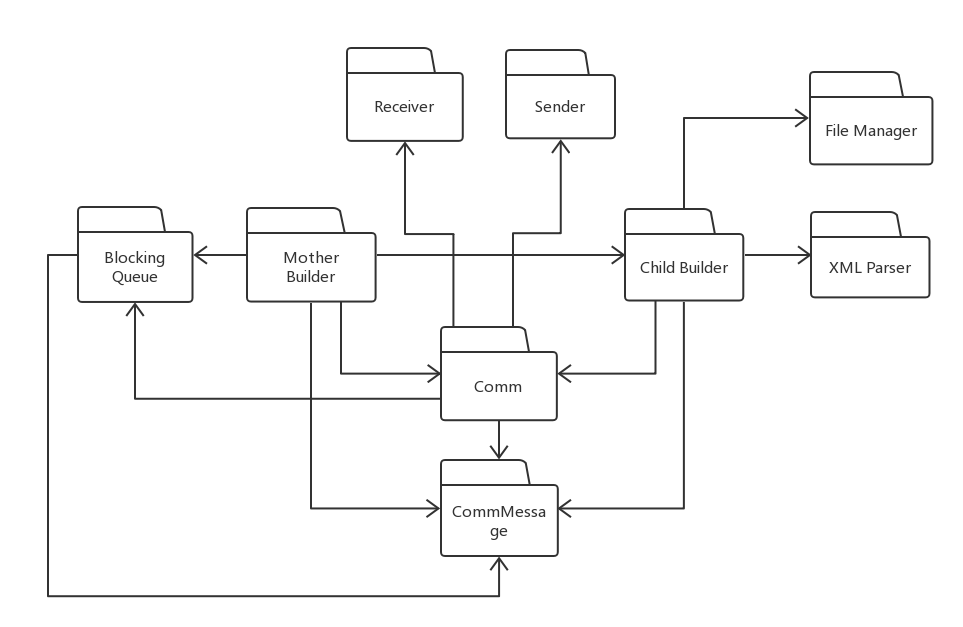 Receiver
Sender
File Manager
Blocking
Queue
Mother
Builder
Child Builder
XML Parser
Comm
CommMessa
ge